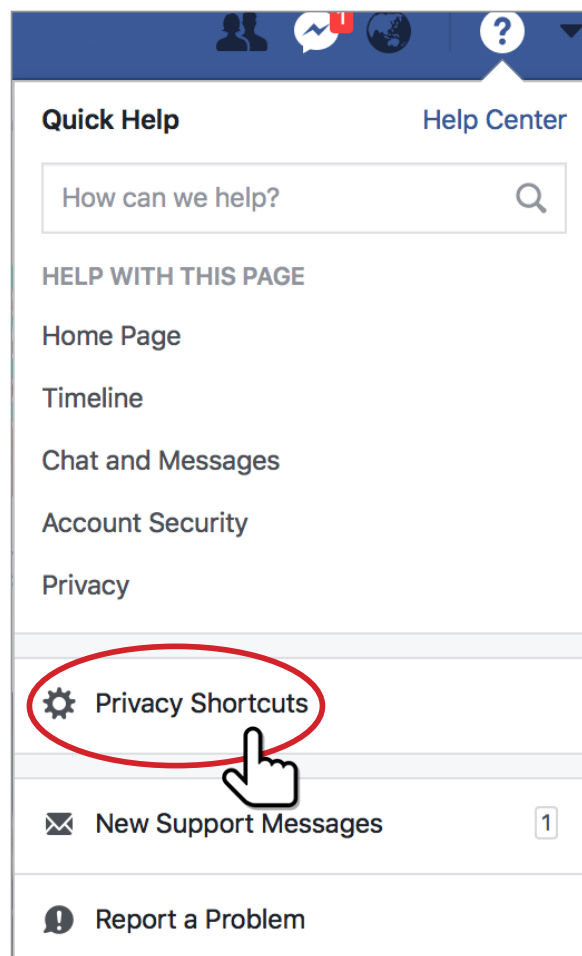 1
?
Quick Help
Help Center
How can we help?
HELP WITH THIS PAGE
Home Page
Timeline
Chat and Messages
Account Security
Privacy
Privacy Shortcuts
New Support Messages
1
Report a Problem